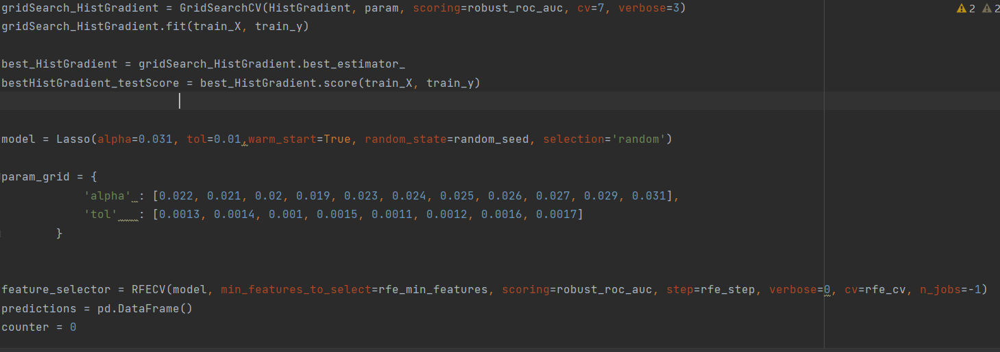 gridSearch_HistGradient = GridSearchCV(HistGradient, param, scoring=robust_roc_auc, cv=7, verbose=3)
2 2
gridSearch_HistGradient.fit(train_X, train_y)
best_HistGradient = gridSearch_HistGradient.best_estimator_
bestHistGradient_testScore = best_HistGradient.score(train_X, train_y)
model = Lasso(alpha=0.031, tol=0.01,warm_start=True, random_state=random_seed, selection='random')
param_grid = {
'alpha' : [0.022, 0.021, 0.02, 0.019, 0.023, 0.024, 0.025, 0.026, 0.027, 0.029, 0.031],
'tol'   : [0.0013, 0.0014, 0.001, 0.0015, 0.0011, 0.0012, 0.0016, 0.0017]
}
feature_selector = RFECV(model, min_features_to_select=rfe_min_features, scoring=robust_roc_auc, step=rfe_step, verbose=0, cv=rfe_cv, n_jobs=-1)
predictions = pd.DataFrame()
counter = 0